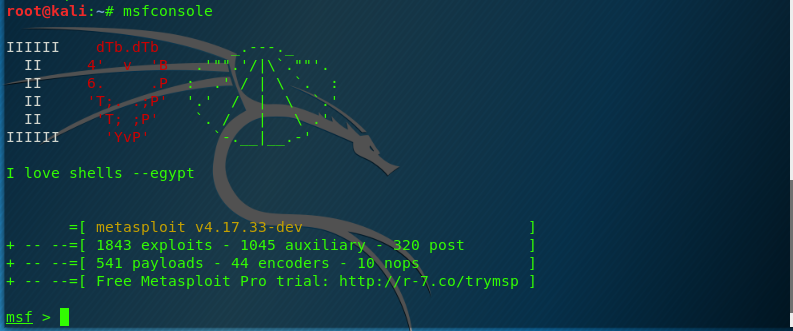 root@kali:~# msfconsole
IIIIII    dTb.dTb        _.---._
  II     4'  v  'B   .'"".'/|\`.""'.
  II     6.     .P  :  .' / | \ `.  :
  II     'T;. .;P'  '.'  /  |  \  `.'
  II      'T; ;P'    `. /   |   \ .'
IIIIII     'YvP'       `-.__|__.-'
I love shells --egypt
       =[ metasploit v4.17.33-dev                         ]
+ -- --=[ 1843 exploits - 1045 auxiliary - 320 post       ]
+ -- --=[ 541 payloads - 44 encoders - 10 nops            ]
+ -- --=[ Free Metasploit Pro trial: http://r-7.co/trymsp ]
msf >